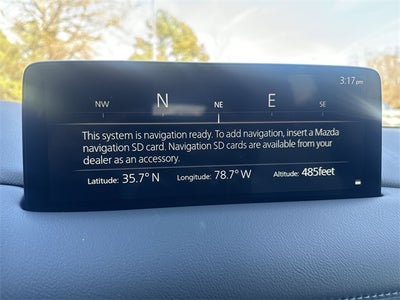 3:17 pm
NW N NE E SE
This system is navigation ready. To add navigation, insert a Mazda
navigation SD card. Navigation SD cards are available from your
dealer as an accessory.
Latitude: 35.7° N Longitude: 78.7° W Altitude: 485feet